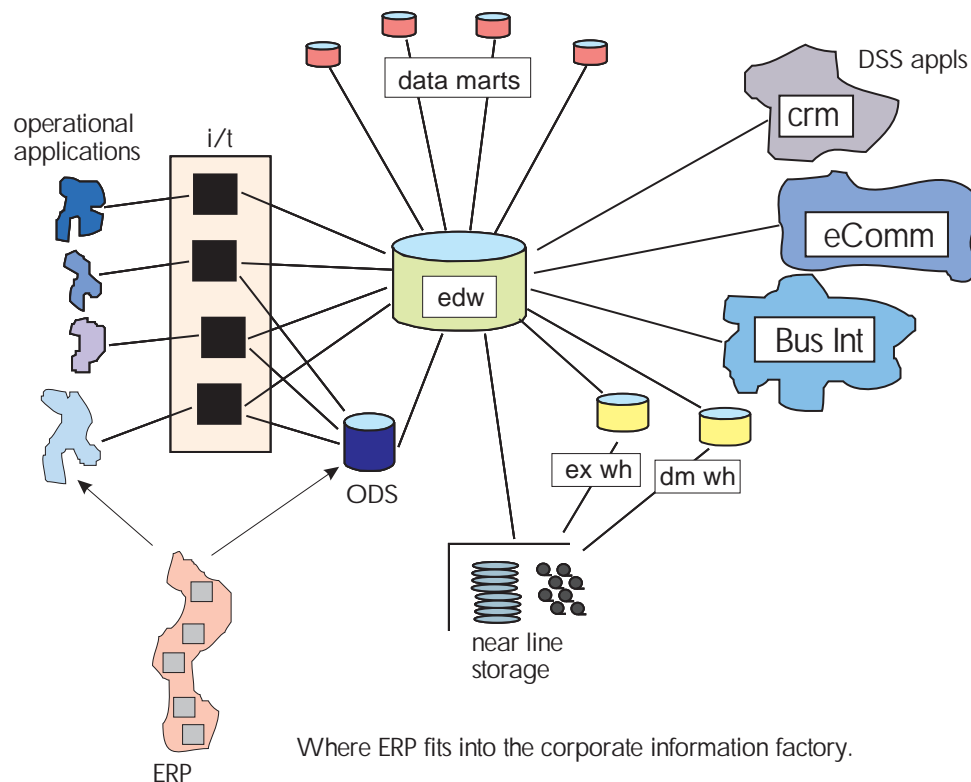 data marts
DSS appls
crm
operational
applications
i/t
eComm
edw
Bus Int
ex wh
dm wh
ODS
near line
storage
Where ERP fits into the corporate information factory.
ERP